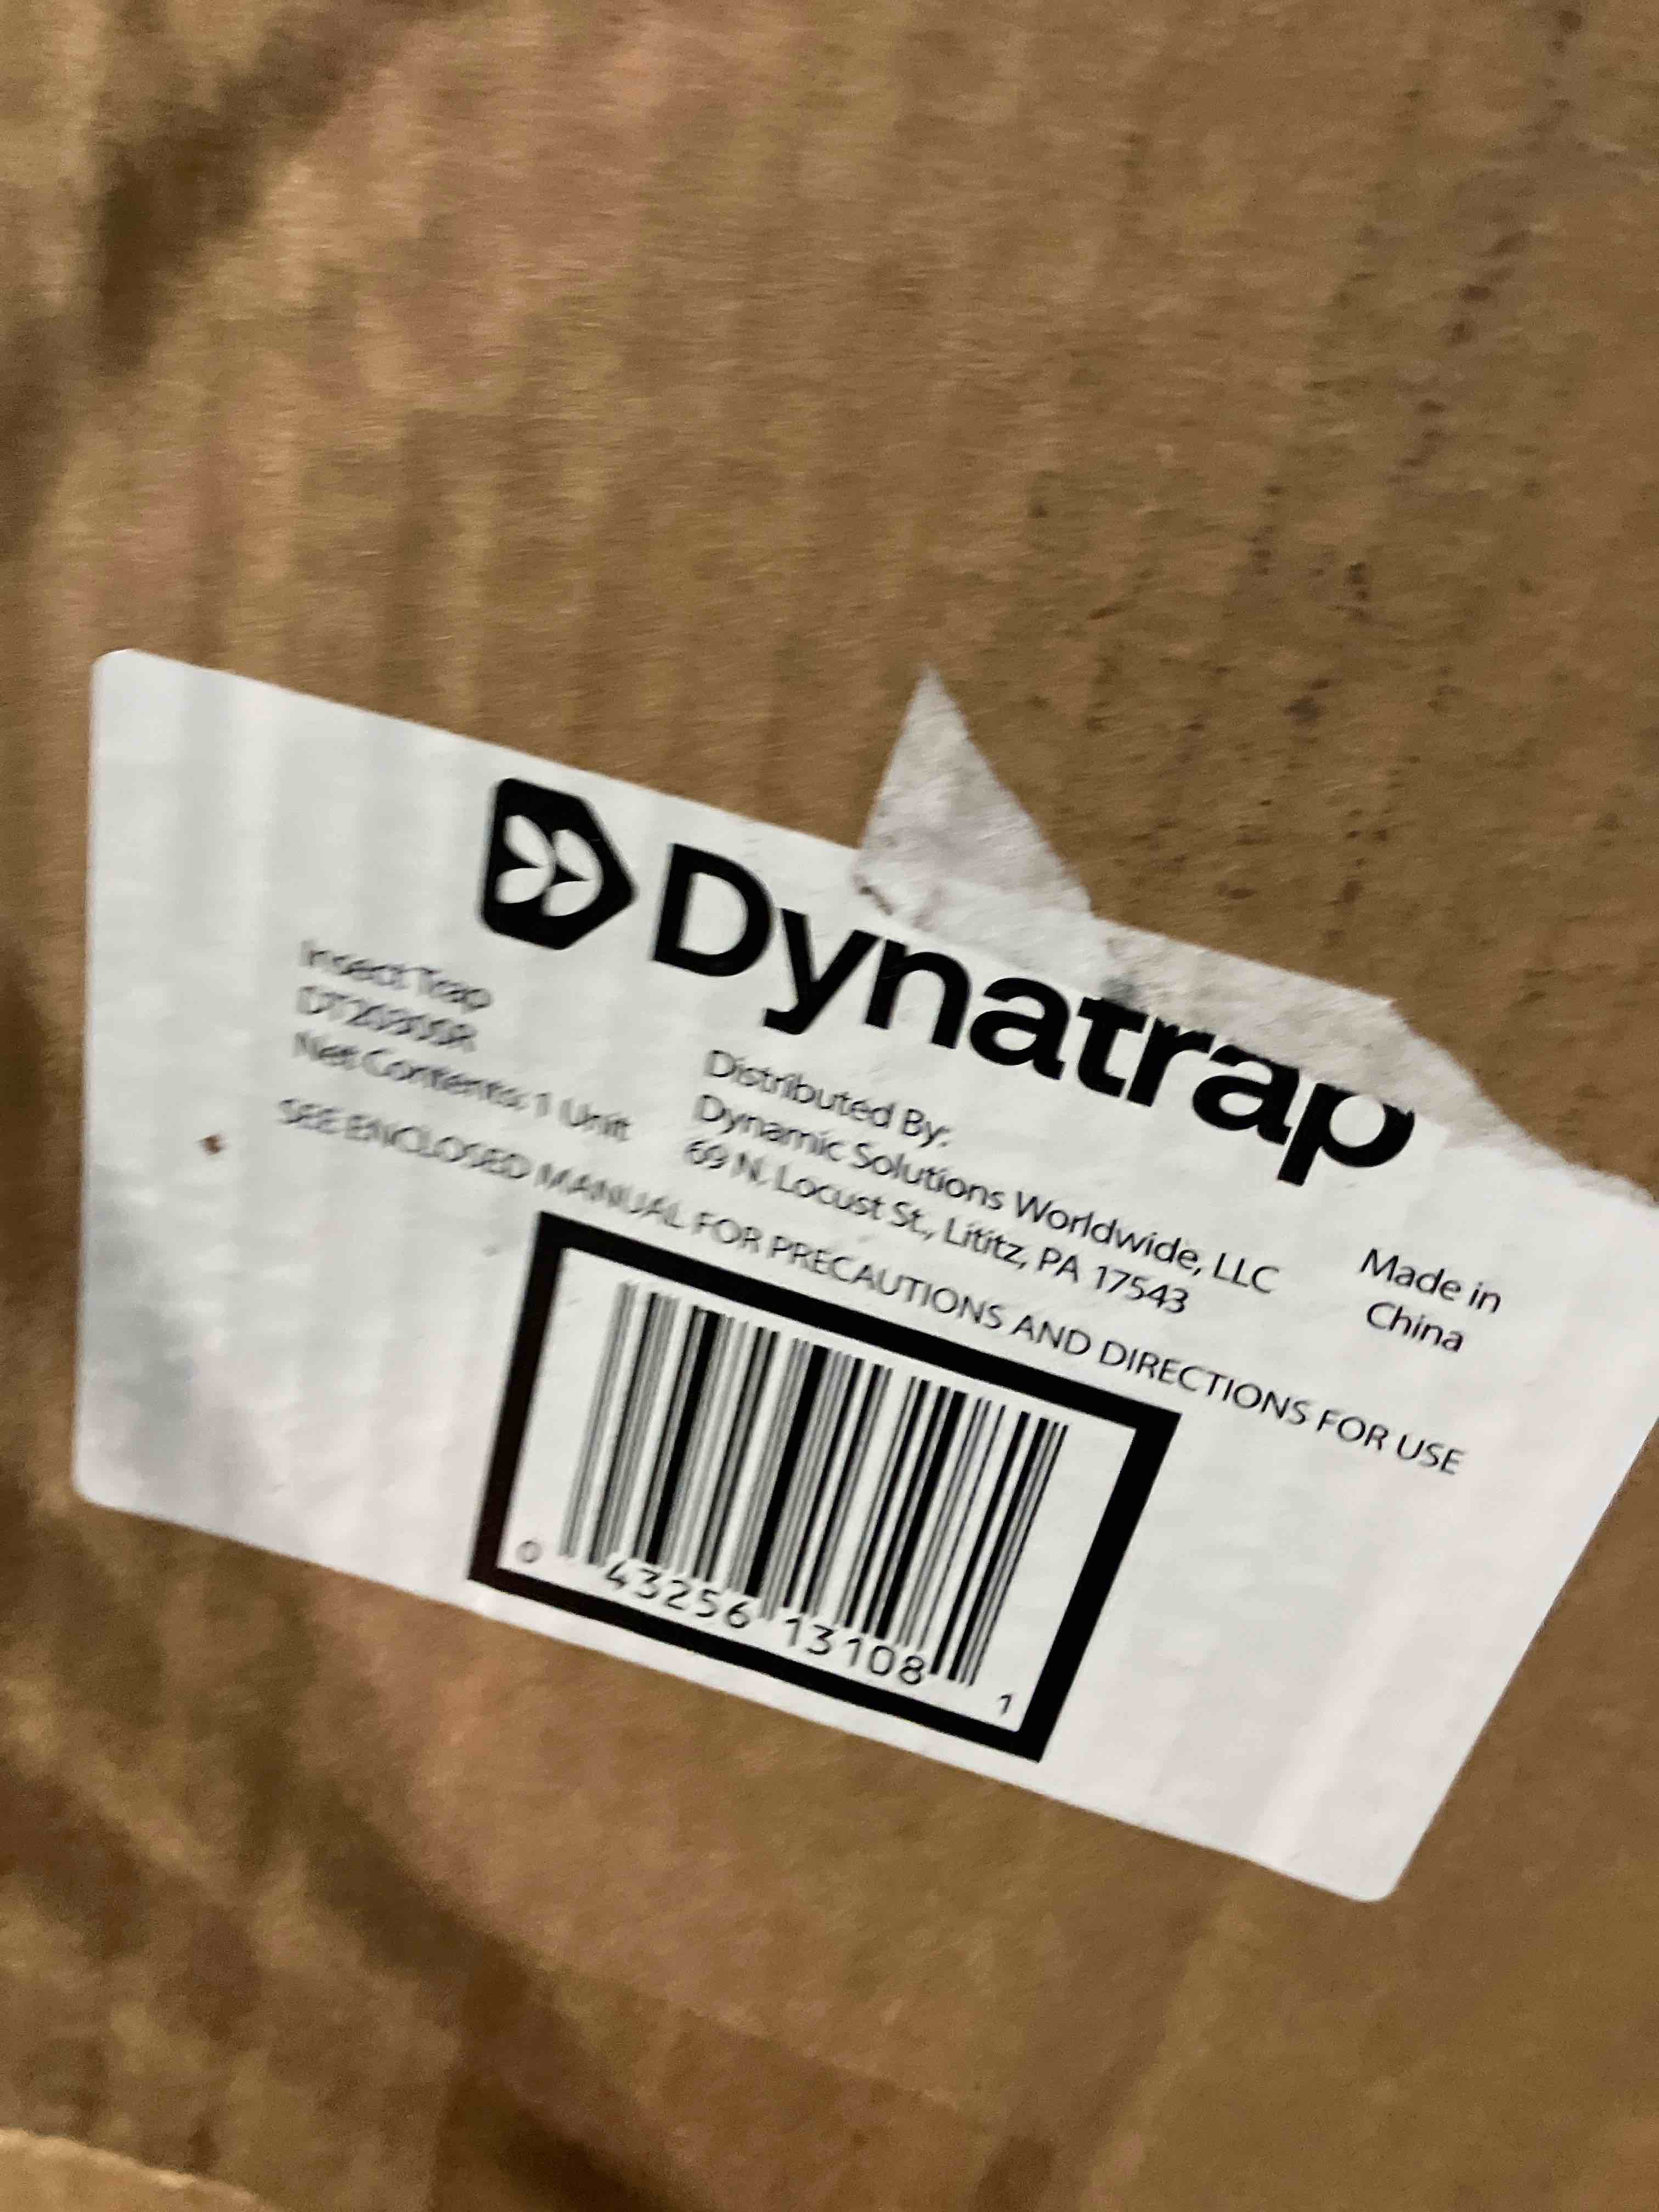 Dynatrap
Insect Trap
Net Contents: 1 Unit
Distributed By:
Dynamic Solutions Worldwide, LLC
69 N. Locust St., Lititz, PA 17543
Made in
China
SEE ENCLOSED MANUAL FOR PRECAUTIONS AND DIRECTIONS FOR USE
0 43256 13108 1